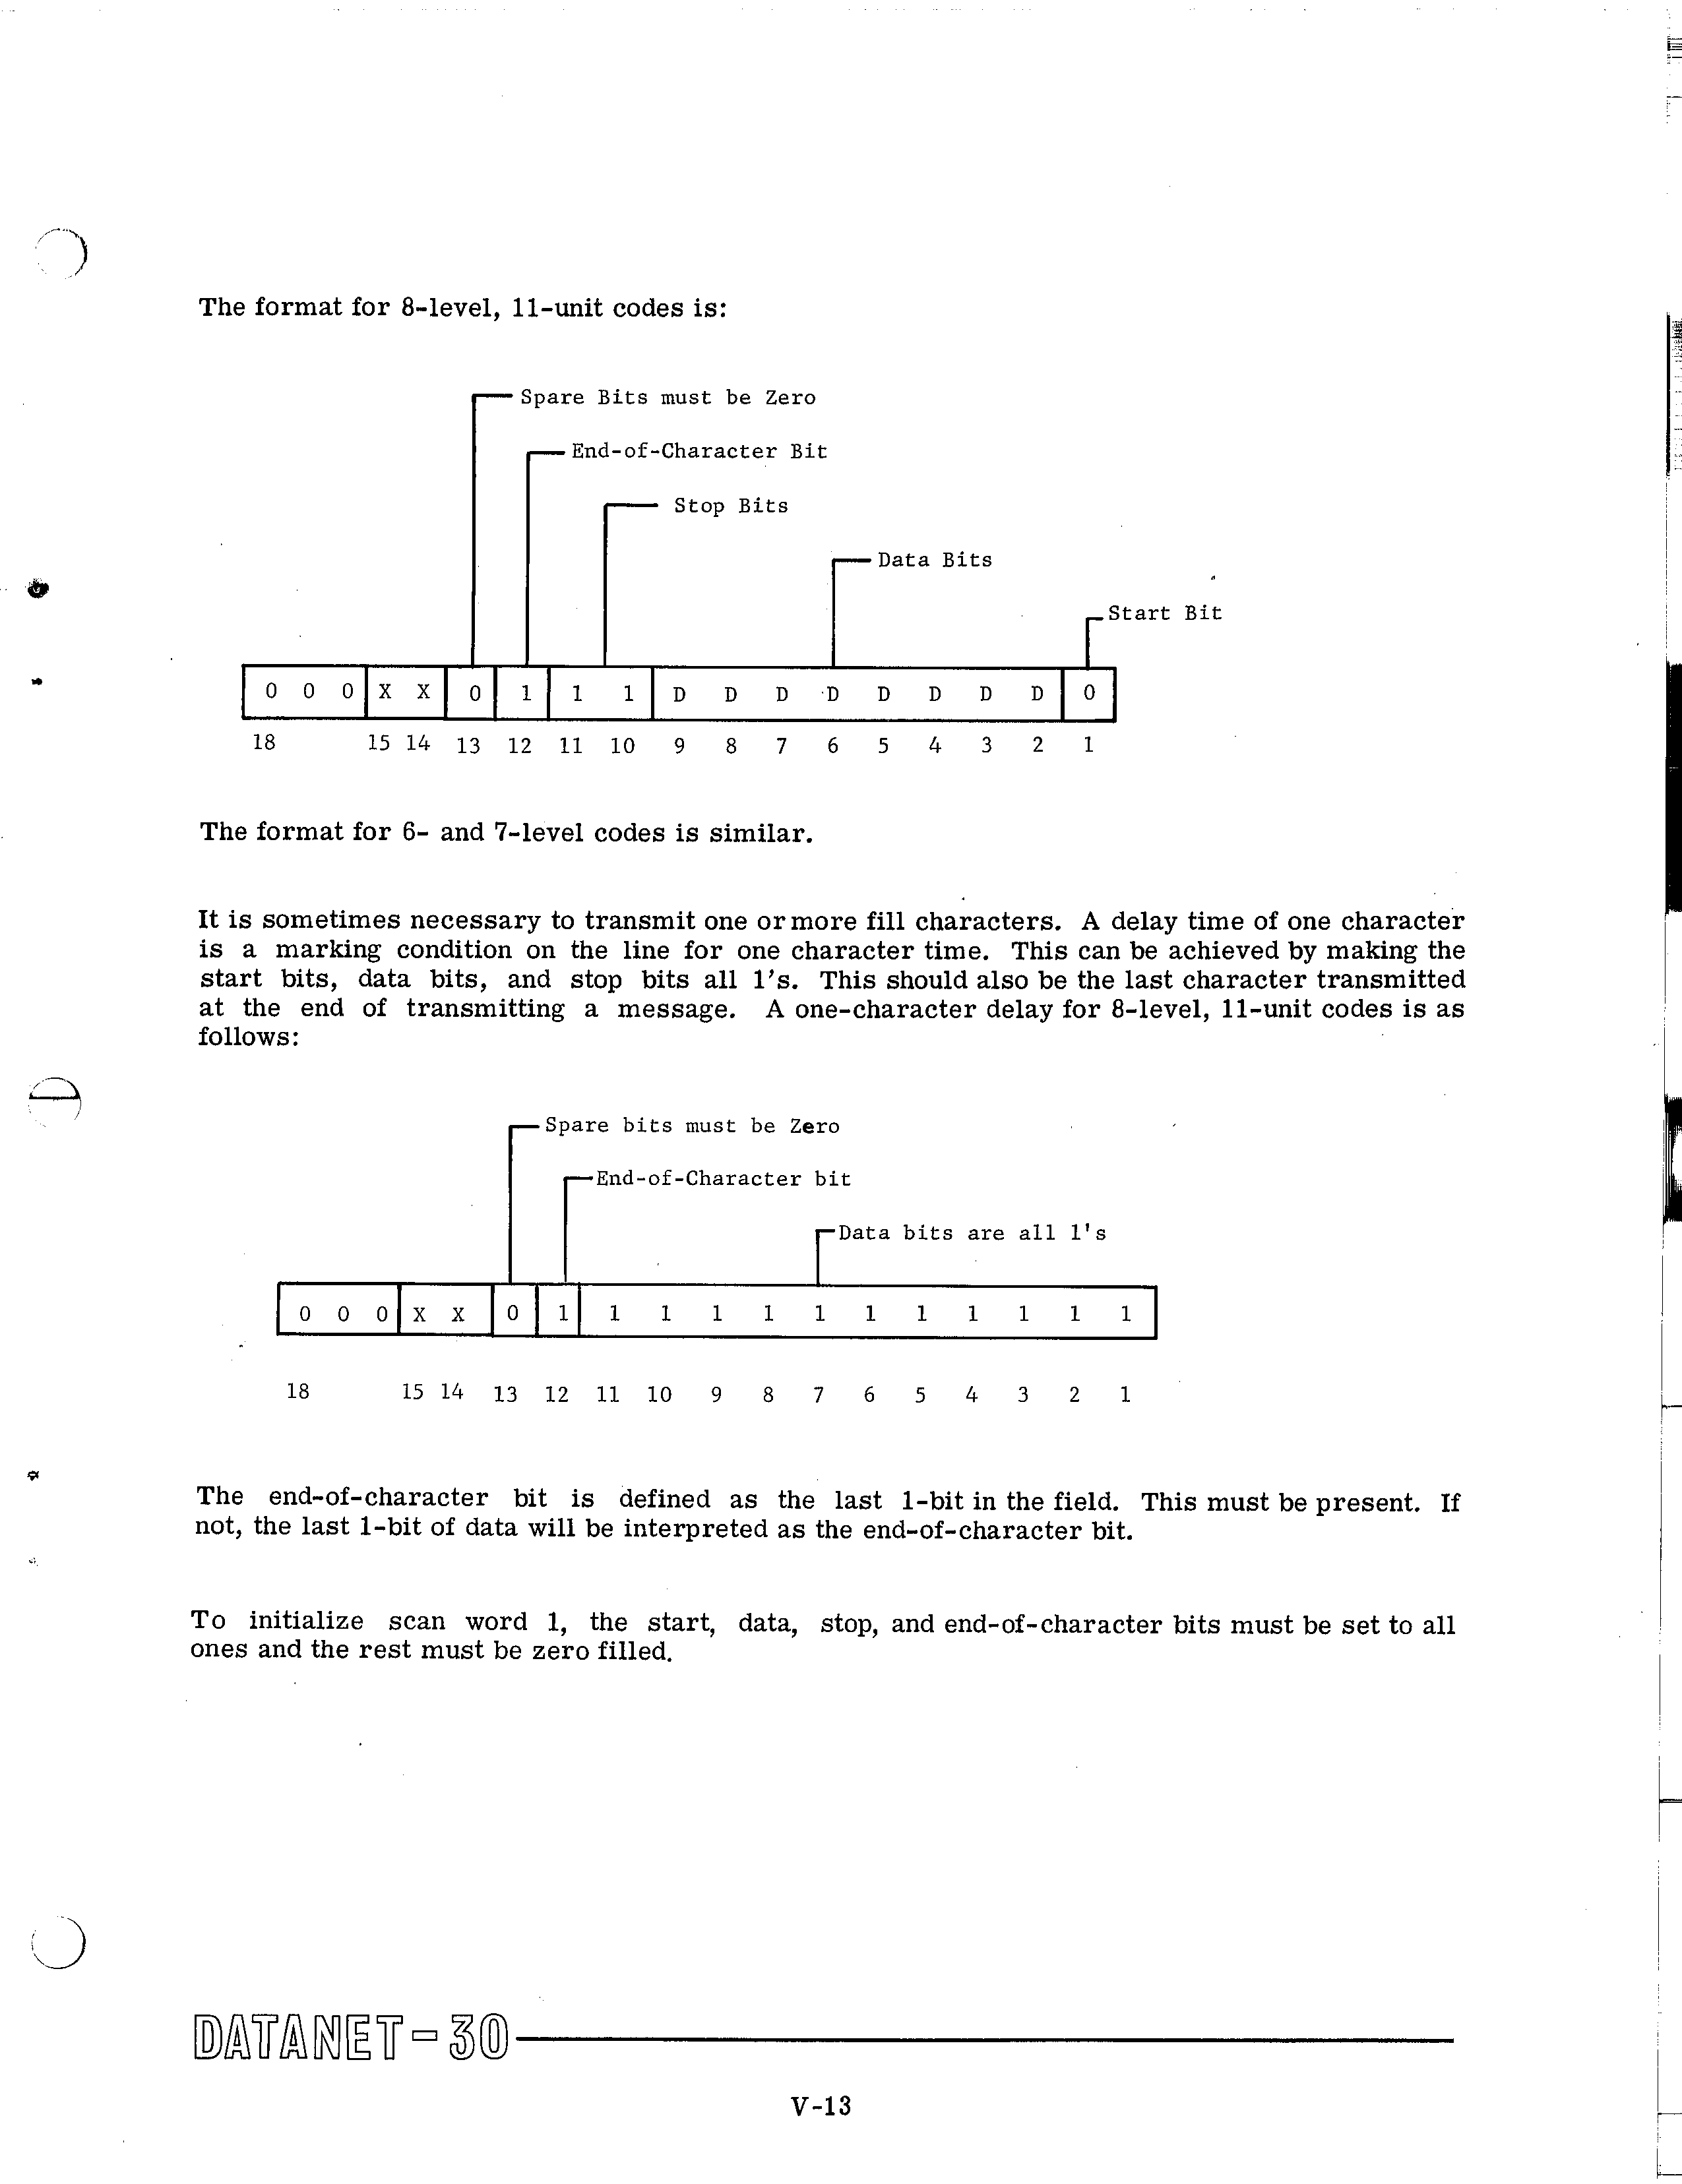 The format for 8-level, 11-unit codes is:
Spare Bits must be Zero
End-of-Character Bit
Stop Bits
Data Bits
Start Bit
0 0 0 X X 0 1 1 1 D D D D D D D D 0
18 15 14 13 12 11 10 9 8 7 6 5 4 3 2 1
The format for 6- and 7-level codes is similar.
It is sometimes necessary to transmit one or more fill characters. A delay time of one character
is a marking condition on the line for one character time. This can be achieved by making the
start bits, data bits, and stop bits all 1's. This should also be the last character transmitted
at the end of transmitting a message. A one-character delay for 8-level, 11-unit codes is as
follows:
Spare bits must be Zero
End-of-Character bit
Data bits are all 1's
0 0 0 X X 0 1 1 1 1 1 1 1 1 1 1 1 1
18 15 14 13 12 11 10 9 8 7 6 5 4 3 2 1
The end-of-character bit is defined as the last 1-bit in the field. This must be present. If
not, the last 1-bit of data will be interpreted as the end-of-character bit.
To initialize scan word 1, the start, data, stop, and end-of-character bits must be set to all
ones and the rest must be zero filled.
DATANET-30
V-13